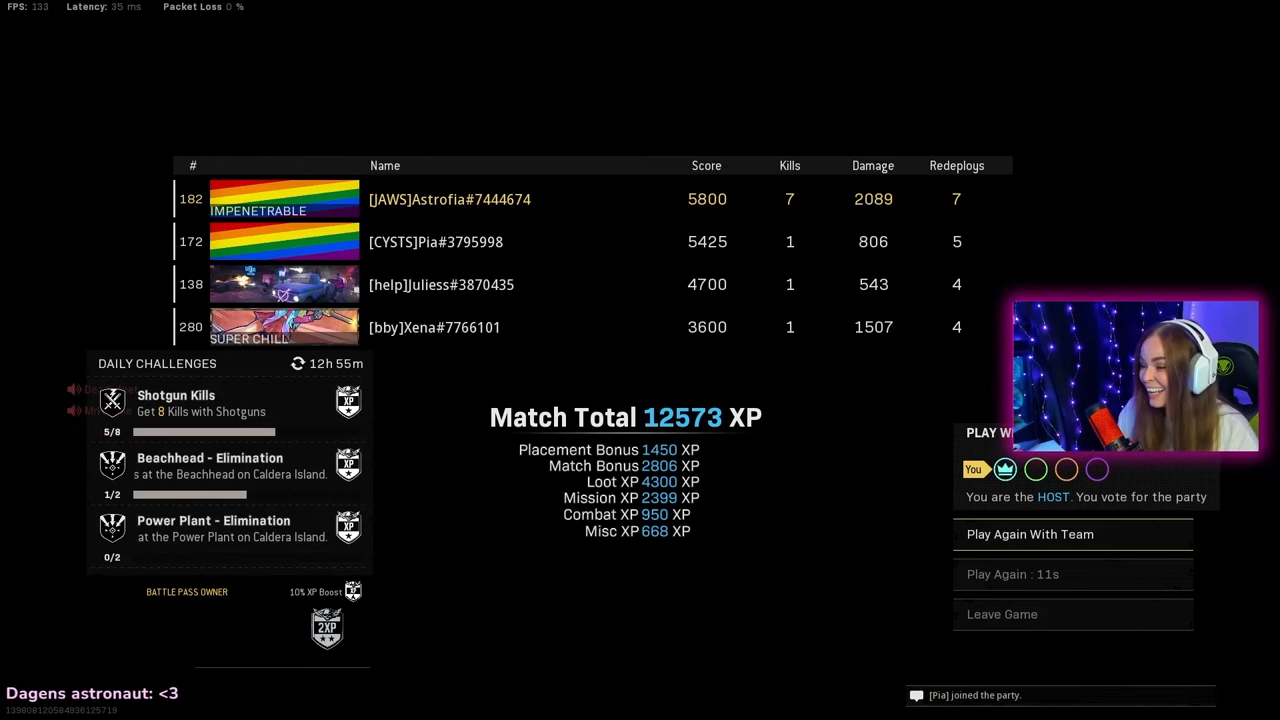 FPS: 133 Latency: 35 ms Packet Loss 0 %
# Name Score Kills Damage Redeploys
182 IMPENETRABLE [JAWS]Astrofia#7444674 5800 7 2089 7
172 [CYSTS]Pia#3795998 5425 1 806 5
138 [help]Juliess#3870435 4700 1 543 4
280 SUPER CHILL [bby]Xena#7766101 3600 1 1507 4
DAILY CHALLENGES 12h 55m
Shotgun Kills
Get 8 Kills with Shotguns
XP
5/8
Beachhead - Elimination
s at the Beachhead on Caldera Island.
XP
1/2
Power Plant - Elimination
at the Power Plant on Caldera Island.
XP
0/2
BATTLE PASS OWNER 10% XP Boost
2XP
Match Total 12573 XP
Placement Bonus 1450 XP
Match Bonus 2806 XP
Loot XP 4300 XP
Mission XP 2399 XP
Combat XP 950 XP
Misc XP 668 XP
PLAY WI
You
You are the HOST. You vote for the party
Play Again With Team
Play Again : 11s
Leave Game
Dagens astronaut: <3
[Pia] joined the party.